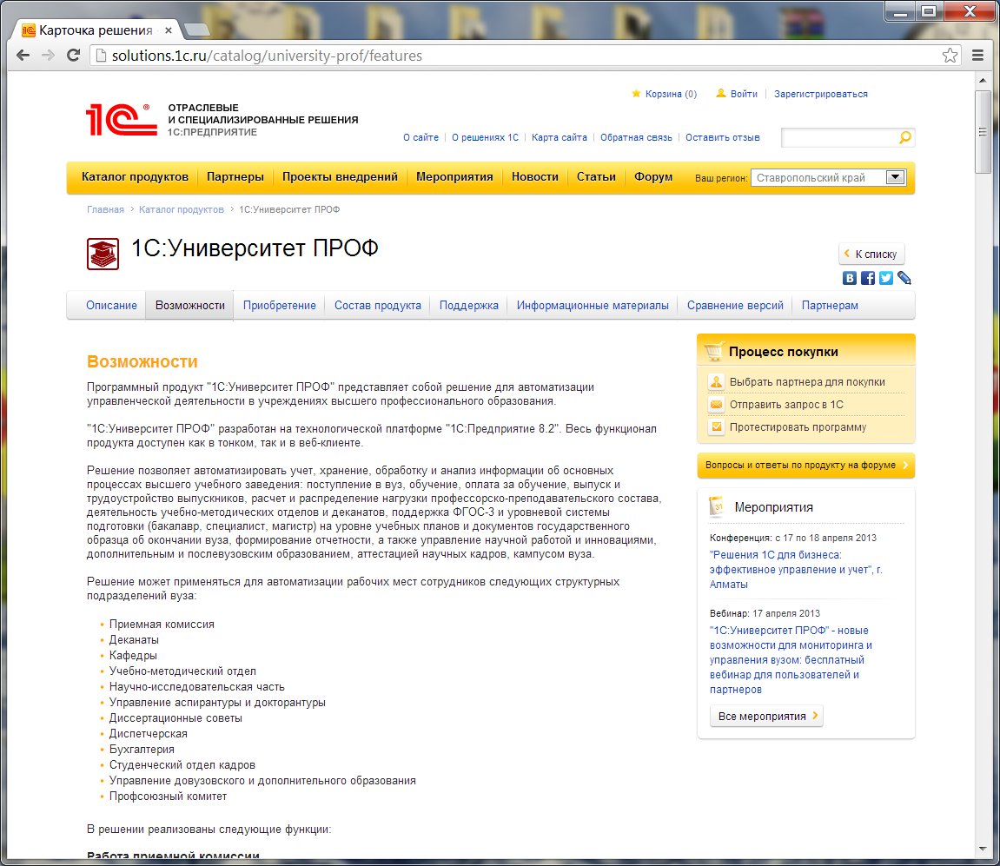 Карточка решения
solutions.1c.ru/catalog/university-prof/features
Корзина (0) Войти Зарегистрироваться
1С®
ОТРАСЛЕВЫЕ
И СПЕЦИАЛИЗИРОВАННЫЕ РЕШЕНИЯ
1С:ПРЕДПРИЯТИЕ
О сайте О решениях 1С Карта сайта Обратная связь Оставить отзыв
Каталог продуктов Партнеры Проекты внедрений Мероприятия Новости Статьи Форум Ваш регион: Ставропольский край
Главная > Каталог продуктов > 1С:Университет ПРОФ
1С:Университет ПРОФ
К списку
Описание Возможности Приобретение Состав продукта Поддержка Информационные материалы Сравнение версий Партнерам
Возможности
Программный продукт "1С:Университет ПРОФ" представляет собой решение для автоматизации
управленческой деятельности в учреждениях высшего профессионального образования.
"1С:Университет ПРОФ" разработан на технологической платформе "1С:Предприятие 8.2". Весь функционал
продукта доступен как в тонком, так и в веб-клиенте.
Решение позволяет автоматизировать учет, хранение, обработку и анализ информации об основных
процессах высшего учебного заведения: поступление в вуз, обучение, оплата за обучение, выпуск и
трудоустройство выпускников, расчет и распределение нагрузки профессорско-преподавательского состава,
деятельность учебно-методических отделов и деканатов, поддержка ФГОС-3 и уровневой системы
подготовки (бакалавр, специалист, магистр) на уровне учебных планов и документов государственного
образца об окончании вуза, формирование отчетности, а также управление научной работой и инновациями,
дополнительным и послевузовским образованием, аттестацией научных кадров, кампусом вуза.
Решение может применяться для автоматизации рабочих мест сотрудников следующих структурных
подразделений вуза:
• Приемная комиссия
• Деканаты
• Кафедры
• Учебно-методический отдел
• Научно-исследовательская часть
• Управление аспирантуры и докторантуры
• Диссертационные советы
• Диспетчерская
• Бухгалтерия
• Студенческий отдел кадров
• Управление довузовского и дополнительного образования
• Профсоюзный комитет
В решении реализованы следующие функции:
Работа приемной комиссии
Процесс покупки
Выбрать партнера для покупки
Отправить запрос в 1С
Протестировать программу
Вопросы и ответы по продукту на форуме
31
Мероприятия
Конференция: с 17 по 18 апреля 2013
"Решения 1С для бизнеса:
эффективное управление и учет", г.
Алматы
Вебинар: 17 апреля 2013
"1С:Университет ПРОФ" - новые
возможности для мониторинга и
управления вузом: бесплатный
вебинар для пользователей и
партнеров
Все мероприятия